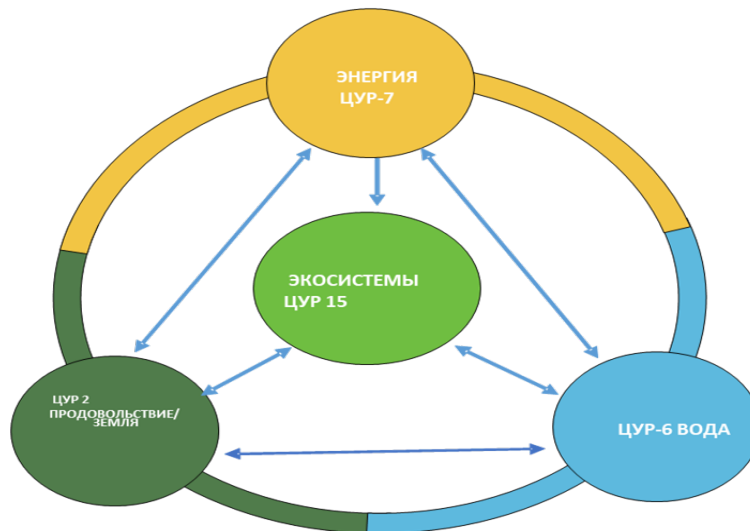 ЭНЕРГИЯ
ЦУР-7
ЭКОСИСТЕМЫ
ЦУР 15
ЦУР 2
ПРОДОВОЛЬСТВИЕ/
ЗЕМЛЯ
ЦУР-6 ВОДА